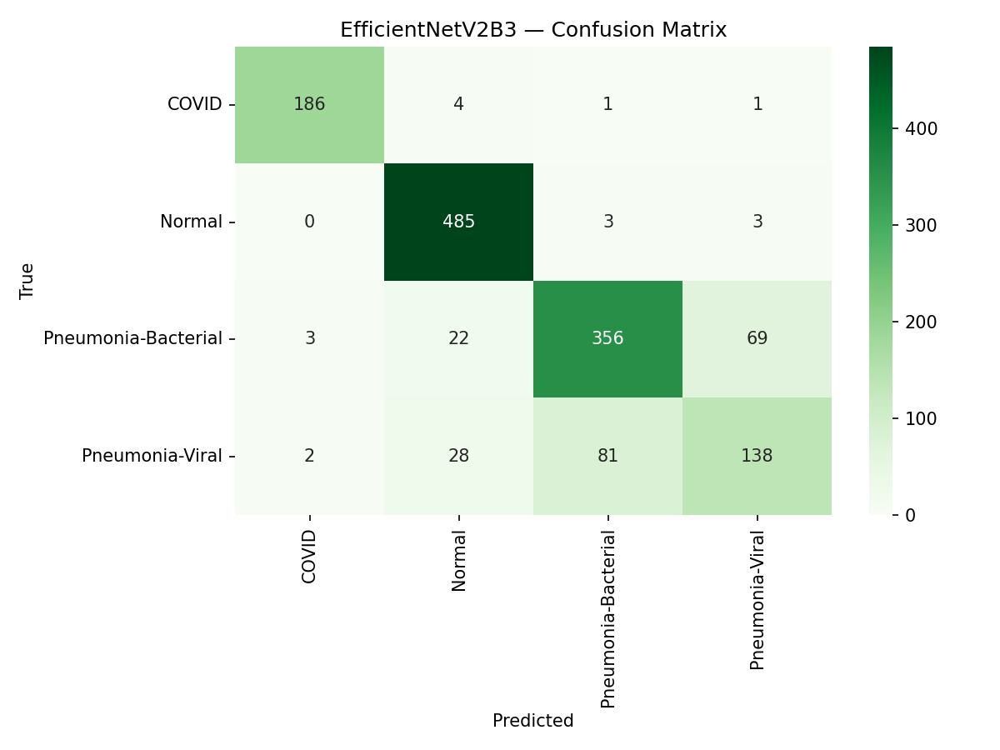 EfficientNetV2B3 — Confusion Matrix
COVID
186
4
1
1
Normal
0
485
3
3
Pneumonia-Bacterial
3
22
356
69
Pneumonia-Viral
2
28
81
138
True
COVID
Normal
Pneumonia-Bacterial
Pneumonia-Viral
Predicted
400
300
200
100
0